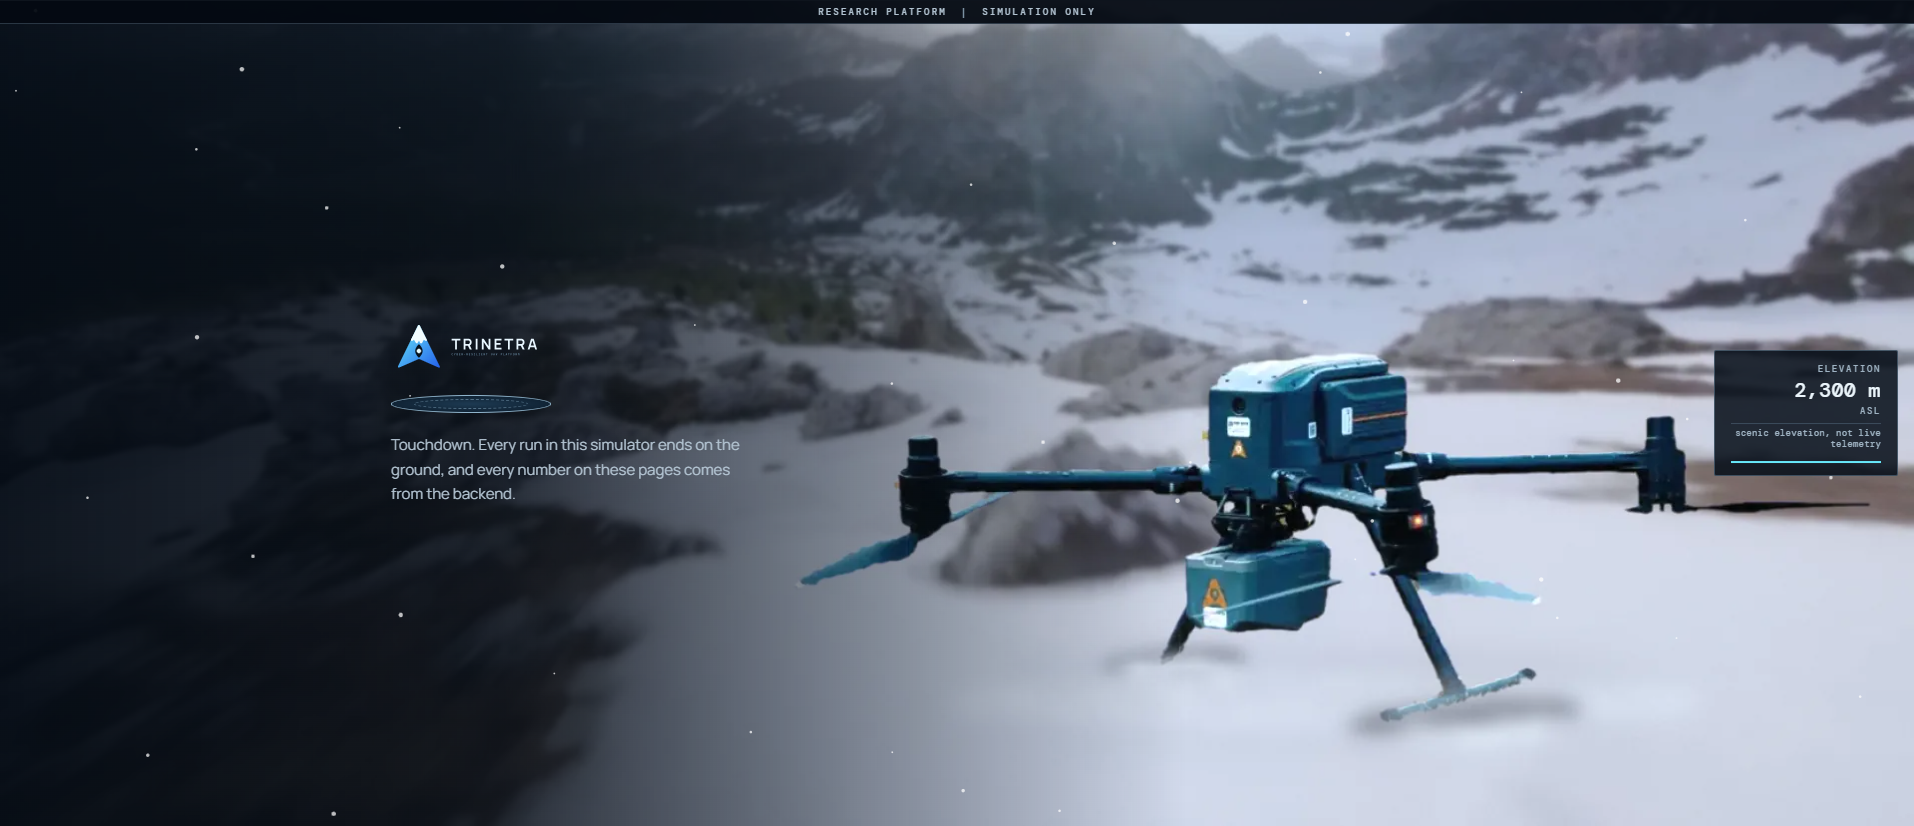 RESEARCH PLATFORM | SIMULATION ONLY
TRINETRA
Touchdown. Every run in this simulator ends on the
ground, and every number on these pages comes
from the backend.
ELEVATION
2,300 m
ASL
scenic elevation, not live
telemetry